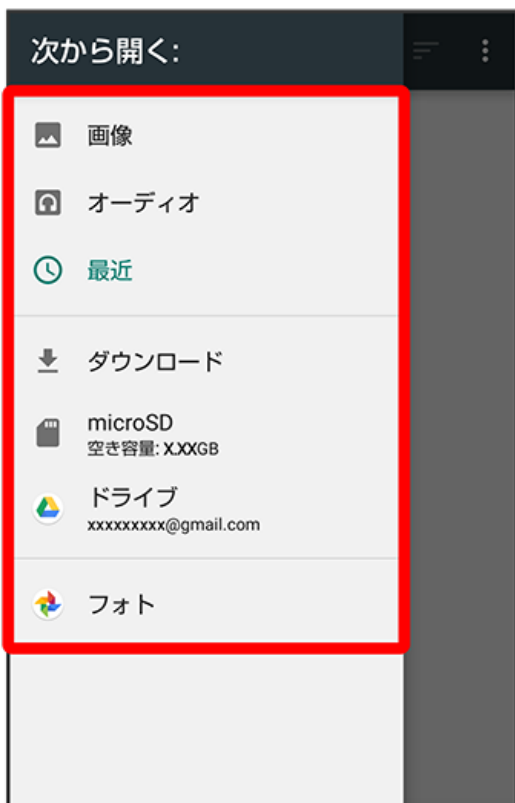 次から開く:
画像
オーディオ
最近
ダウンロード
microSD
空き容量: X.XXGB
ドライブ
xxxxxxxxx@gmail.com
フォト